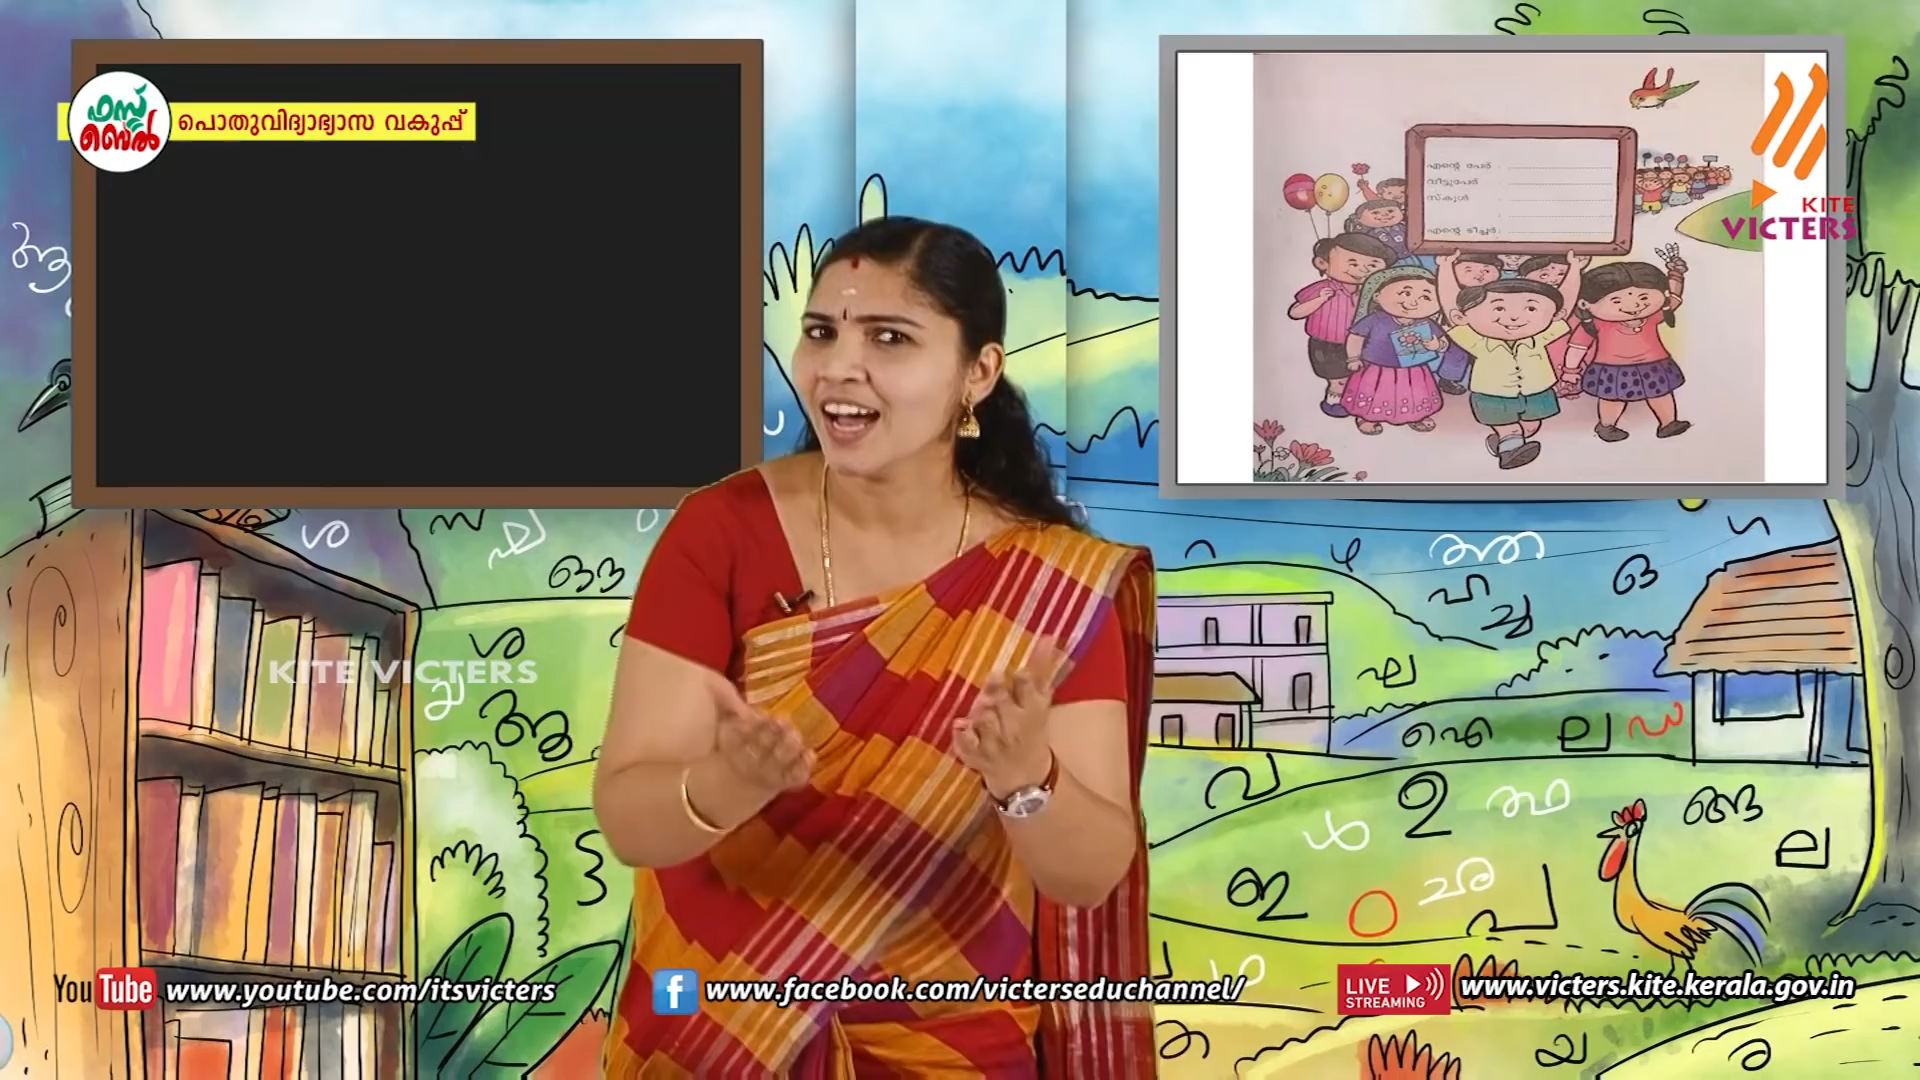 ഫസ്റ്റ്
ബെൽ
പൊതുവിദ്യാഭ്യാസ വകുപ്പ്
എന്റെ പേര്
വീട്ടുപേര്
സ്കൂൾ
എന്റെ ടീച്ചർ
KITE
VICTERS
ആ
ശ
ത്ത
ഹ
ച്ച
ഒ
ശ
KITE VICTERS
ആ
ഐ ല ഡ
വ
ഉ
ഥ
ങ്ങ
ൾ
ല
ഇ
പ
YouTube www.youtube.com/itsvicters
f www.facebook.com/victerseduchannel/
LIVE
STREAMING
www.victers.kite.kerala.gov.in
ത
യ
ര